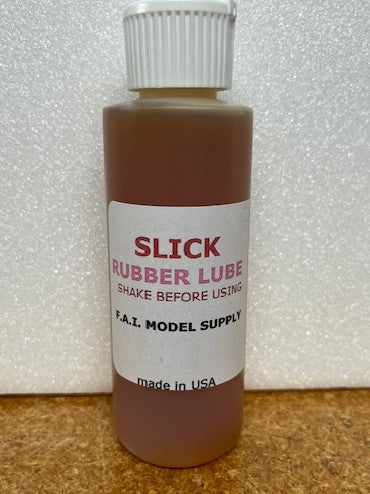 SLICK
RUBBER LUBE
SHAKE BEFORE USING
F.A.I. MODEL SUPPLY
made in USA